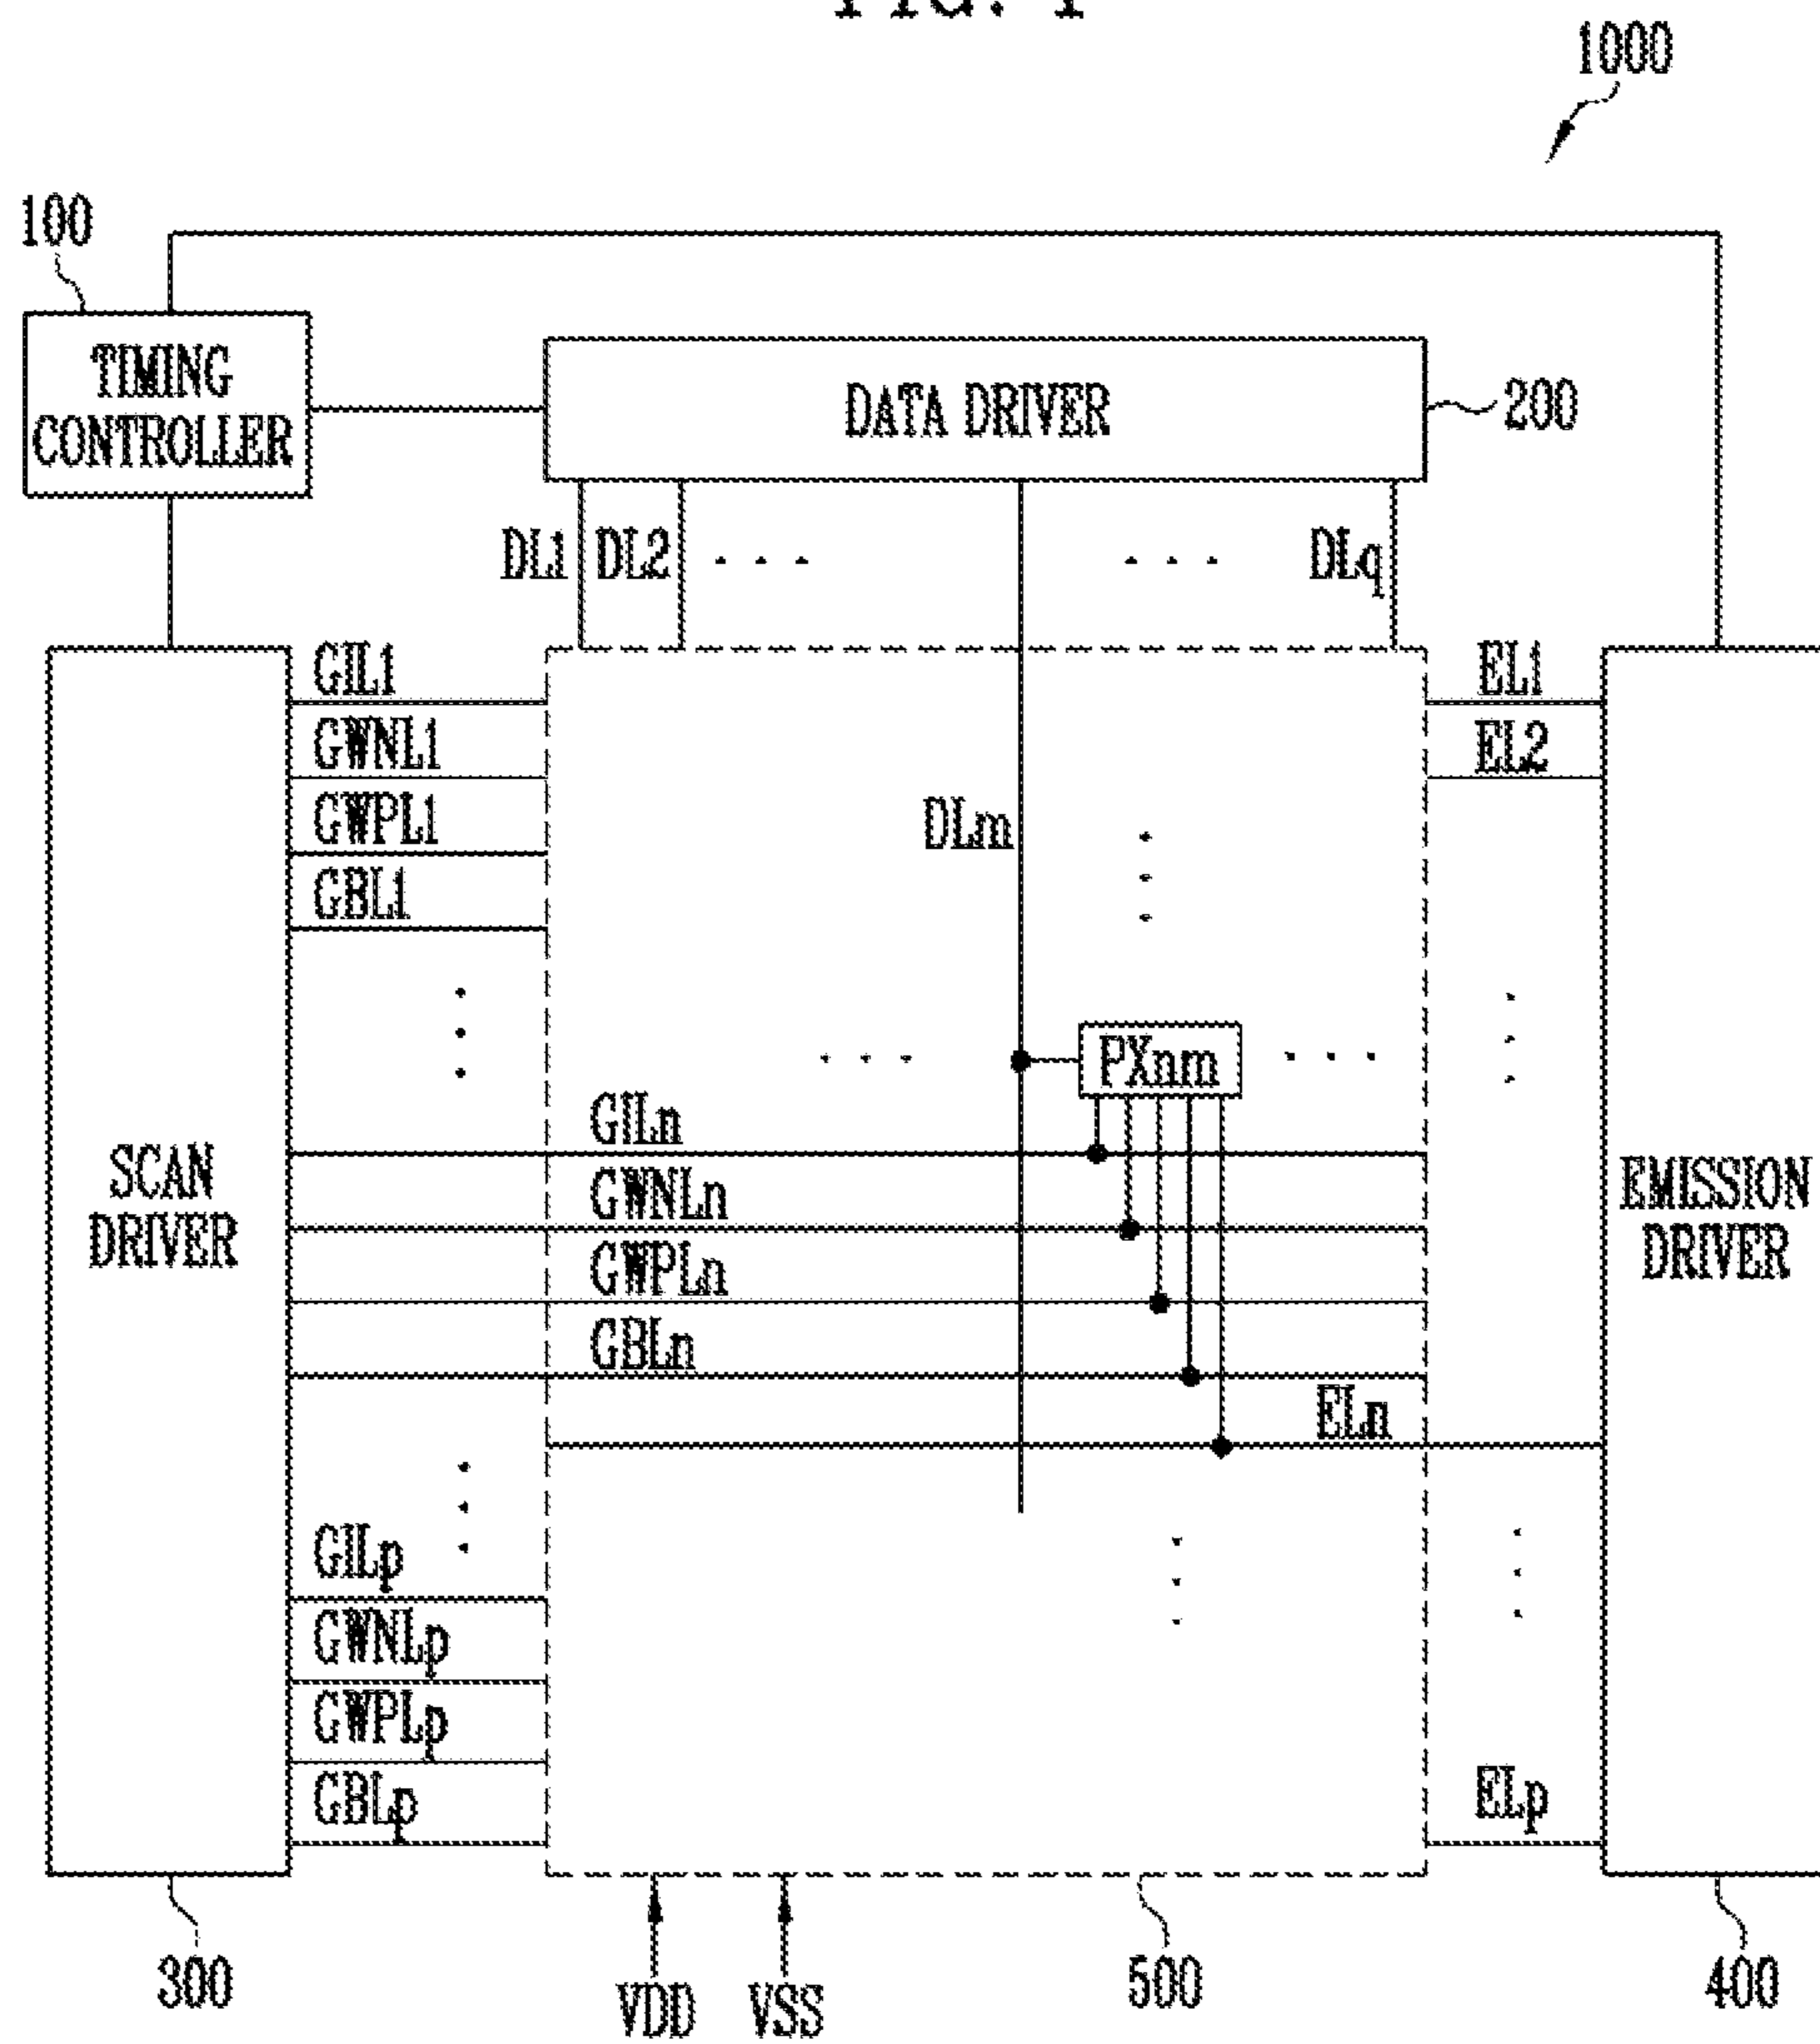 FIG. 1
1000
100
TIMING
CONTROLLER
DATA DRIVER
200
DL1
DL2
. . .
. . .
DLq
GIL1
GWNL1
GWPL1
GBL1
EL1
EL2
DLm
PXnm
GILn
GWNLn
GWPLn
GBLn
ELn
SCAN
DRIVER
EMISSION
DRIVER
GILp
GWNLp
GWPLp
GBLp
ELp
300
VDD
VSS
500
400